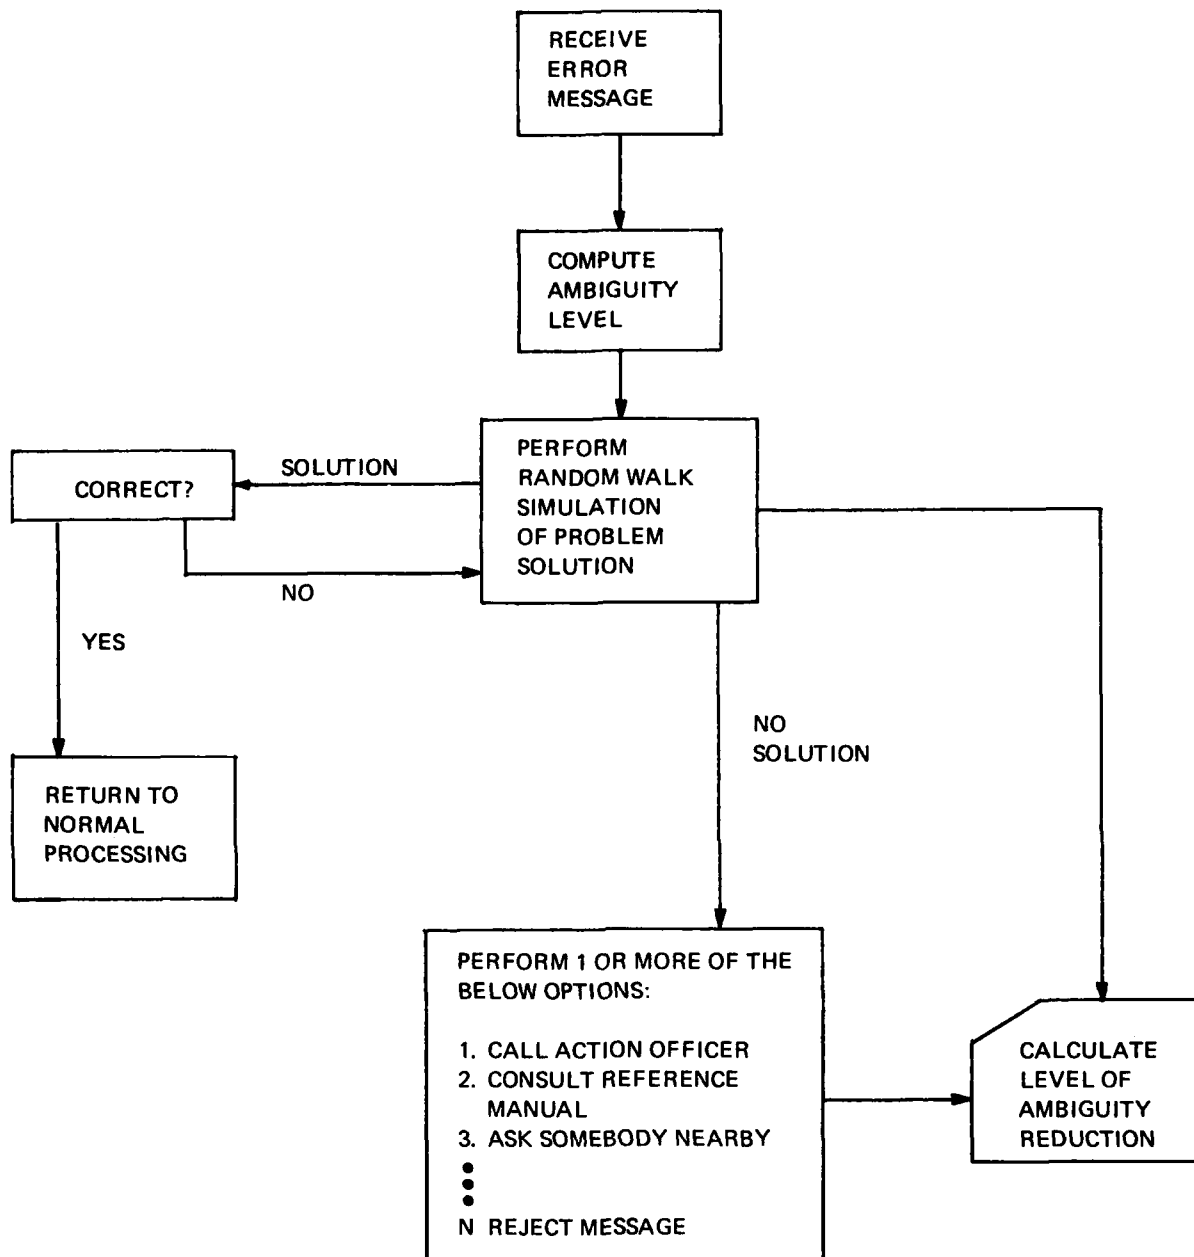 RECEIVE
ERROR
MESSAGE
COMPUTE
AMBIGUITY
LEVEL
PERFORM
RANDOM WALK
SIMULATION
OF PROBLEM
SOLUTION
SOLUTION
CORRECT?
NO
YES
RETURN TO
NORMAL
PROCESSING
NO
SOLUTION
PERFORM 1 OR MORE OF THE
BELOW OPTIONS:
1. CALL ACTION OFFICER
2. CONSULT REFERENCE
MANUAL
3. ASK SOMEBODY NEARBY
•
•
•
N REJECT MESSAGE
CALCULATE
LEVEL OF
AMBIGUITY
REDUCTION